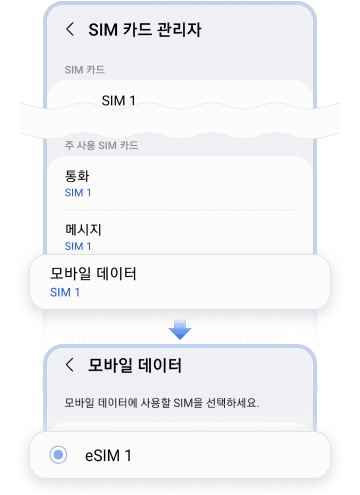 SIM 카드 관리자
SIM 카드
SIM 1
주 사용 SIM 카드
통화
SIM 1
메시지
SIM 1
모바일 데이터
SIM 1
모바일 데이터
모바일 데이터에 사용할 SIM을 선택하세요.
eSIM 1